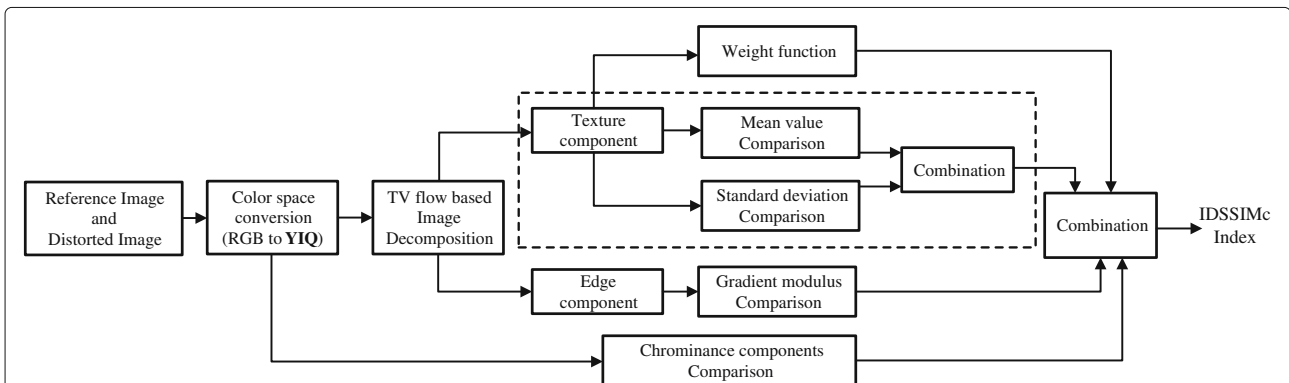 Weight function
Texture
component
Mean value
Comparison
Combination
Standard deviation
Comparison
Reference Image
and
Distorted Image
Color space
conversion
(RGB to YIQ)
TV flow based
Image
Decomposition
Combination
IDSSIMc
Index
Edge
component
Gradient modulus
Comparison
Chrominance components
Comparison